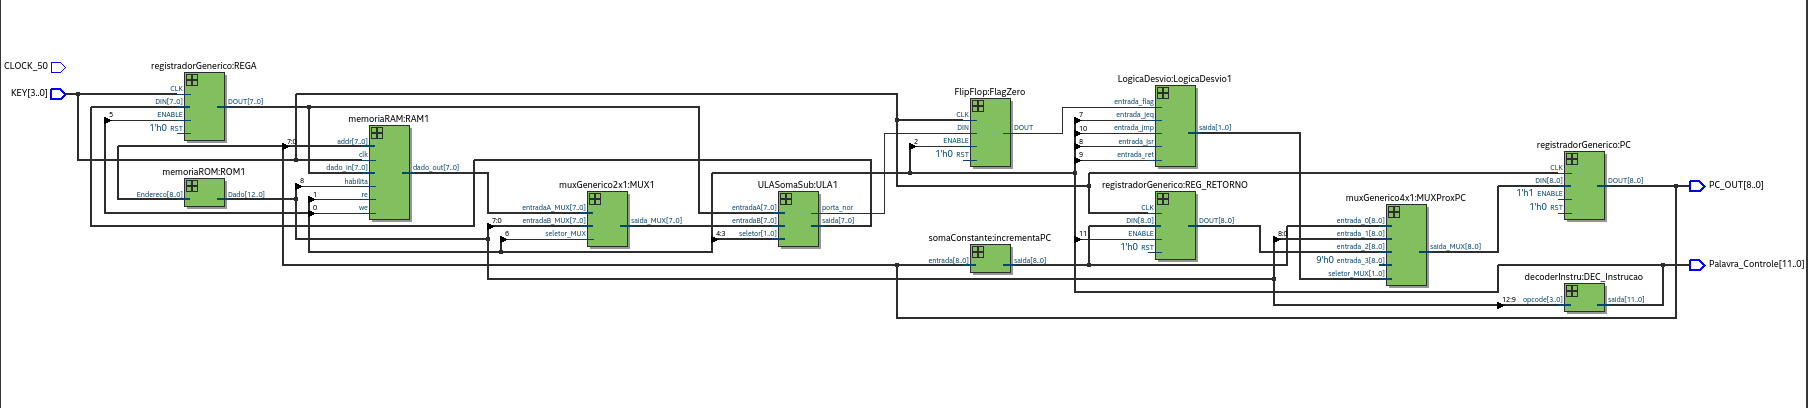 CLOCK_50
KEY[3..0]
registradorGenerico:REGA
CLK
DIN[7..0]
ENABLE
1'h0 RST
DOUT[7..0]
5
memoriaROM:ROM1
Endereco[8..0]
Dado[12..0]
memoriaRAM:RAM1
7:0
addr[7..0]
clk
dado_in[7..0]
habilita
re
we
dado_out[7..0]
8
1
0
muxGenerico2x1:MUX1
entradaA_MUX[7..0]
entradaB_MUX[7..0]
seletor_MUX
saida_MUX[7..0]
7:0
6
ULASomaSub:ULA1
entradaA[7..0]
entradaB[7..0]
seletor[1..0]
porta_nor
saida[7..0]
4:3
FlipFlop:FlagZero
CLK
DIN
ENABLE
1'h0 RST
DOUT
2
somaConstante:incrementaPC
entrada[8..0]
saida[8..0]
LogicaDesvio:LogicaDesvio1
entrada_flag
entrada_jeq
entrada_jmp
entrada_jsr
entrada_ret
saida[1..0]
7
10
8
9
registradorGenerico:REG_RETORNO
CLK
DIN[8..0]
ENABLE
1'h0 RST
DOUT[8..0]
11
muxGenerico4x1:MUXProxPC
entrada_0[8..0]
entrada_1[8..0]
entrada_2[8..0]
9'h0 entrada_3[8..0]
seletor_MUX[1..0]
saida_MUX[8..0]
8:0
registradorGenerico:PC
CLK
DIN[8..0]
1'h1 ENABLE
1'h0 RST
DOUT[8..0]
decoderInstru:DEC_Instrucao
12:9
opcode[3..0]
saida[11..0]
PC_OUT[8..0]
Palavra_Controle[11..0]